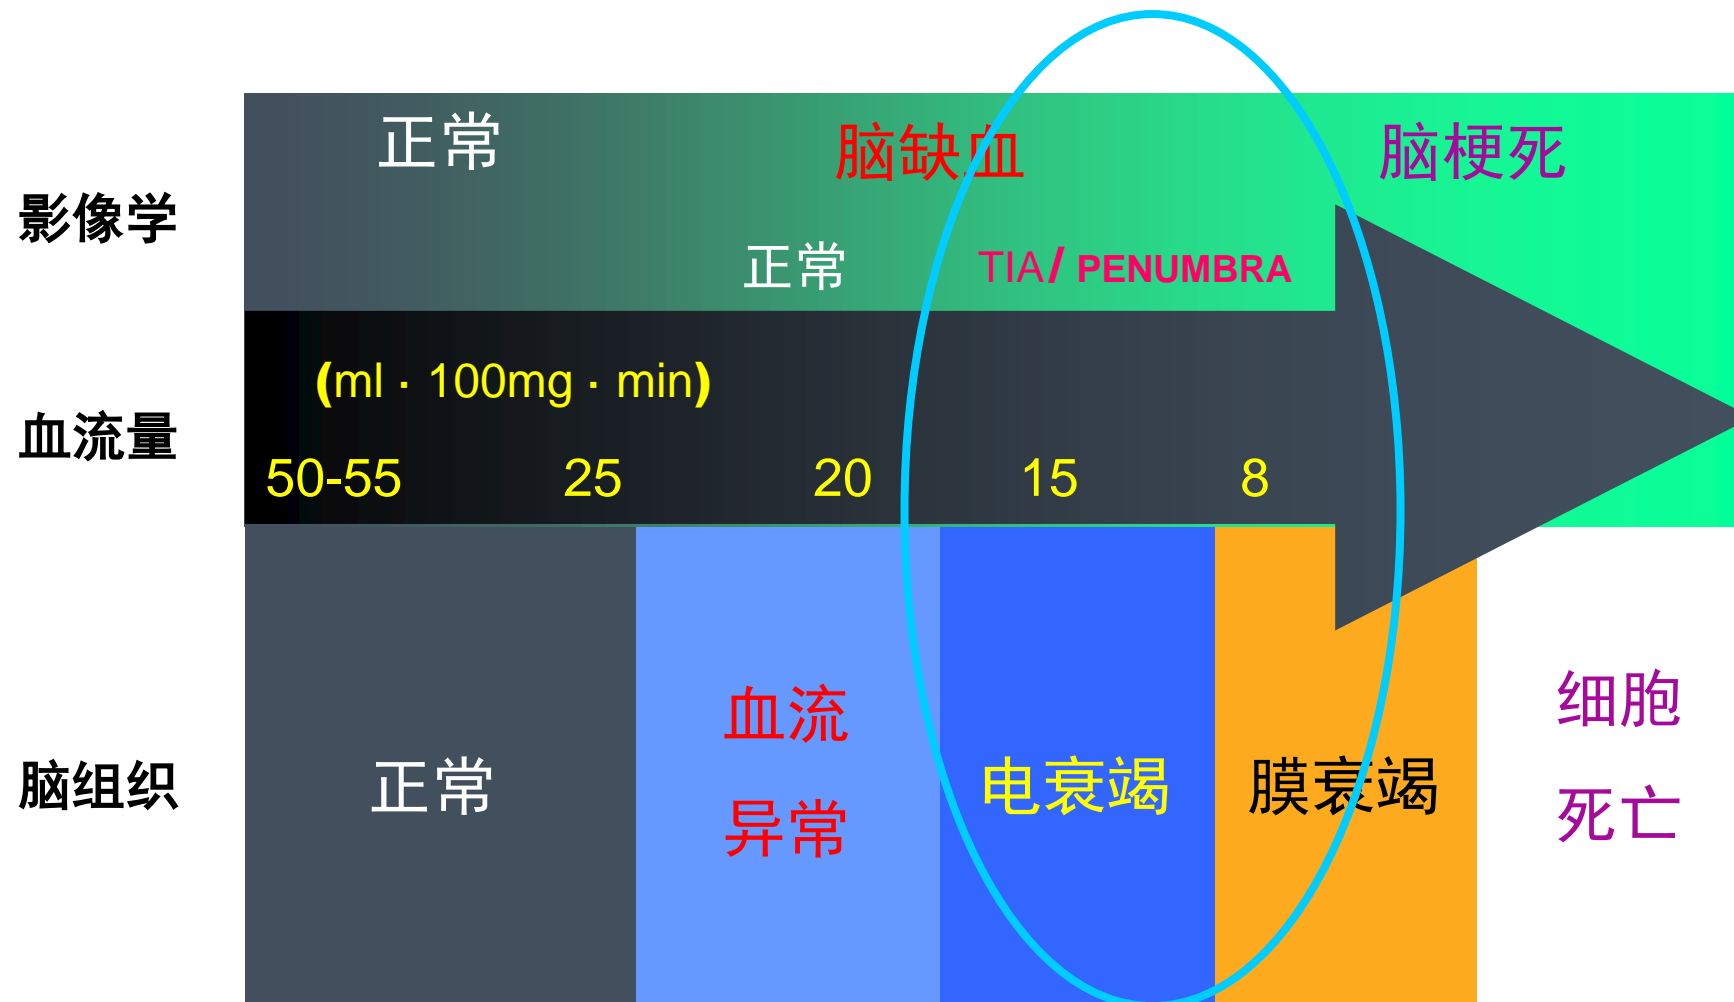 正常 脑缺血 脑梗死
影像学
正常 TIA/ PENUMBRA
(ml · 100mg · min)
血流量
50-55 25 20 15 8
血流 细胞
脑组织 正常 异常 电衰竭 膜衰竭 死亡